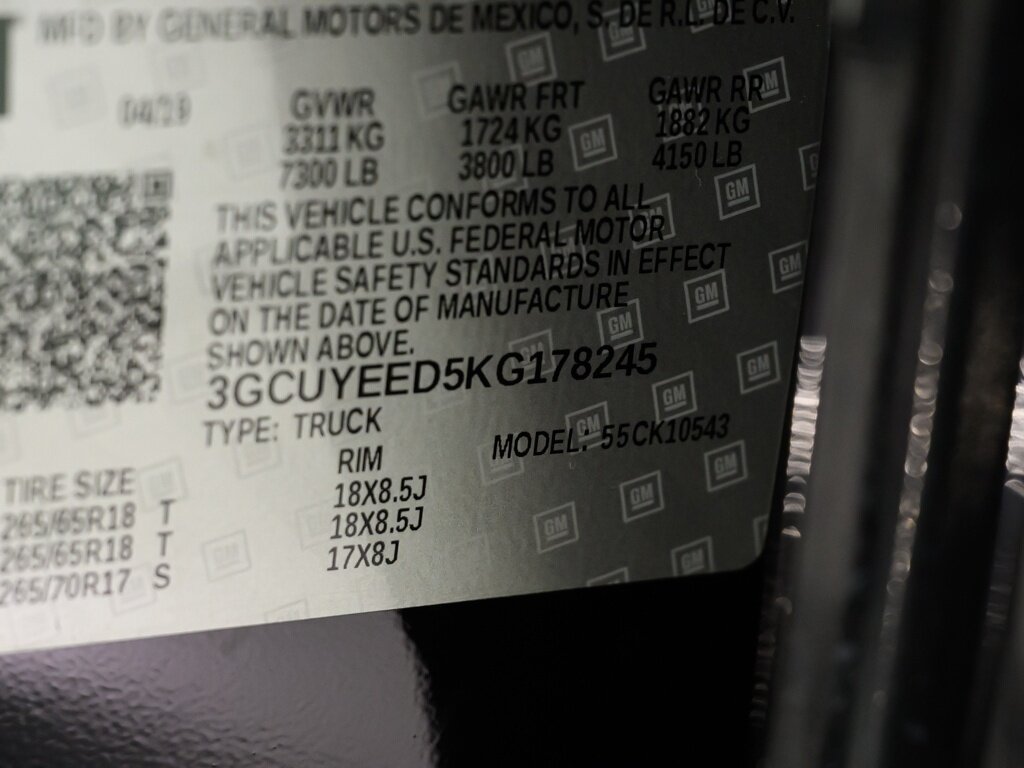 MFD BY GENERAL MOTORS DE MEXICO, S. DE R.L. DE C.V.
GVWR GAWR FRT GAWR RR
3311 KG 1724 KG 1882 KG
7300 LB 3800 LB 4150 LB
THIS VEHICLE CONFORMS TO ALL
APPLICABLE U.S. FEDERAL MOTOR
VEHICLE SAFETY STANDARDS IN EFFECT
ON THE DATE OF MANUFACTURE
SHOWN ABOVE.
3GCUYEED5KG178245
TYPE: TRUCK MODEL: 55CK10543
TIRE SIZE RIM
265/65R18 T 18X8.5J
265/65R18 T 18X8.5J
265/70R17 S 17X8J